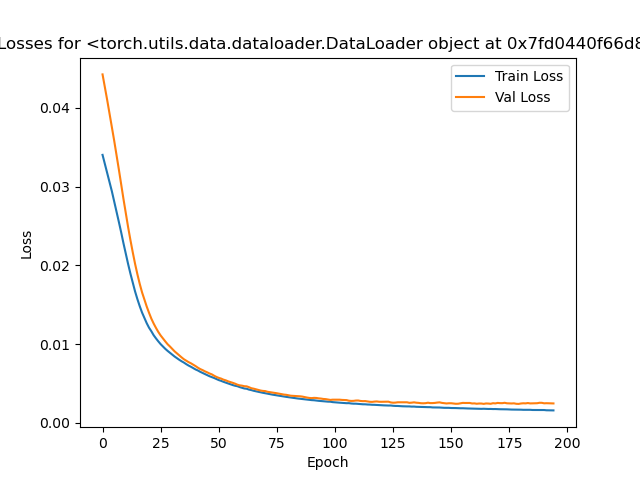 Losses for <torch.utils.data.dataloader.DataLoader object at 0x7fd0440f66d8
Train Loss
Val Loss
0.04
0.03
0.02
0.01
0.00
Loss
0 25 50 75 100 125 150 175 200
Epoch